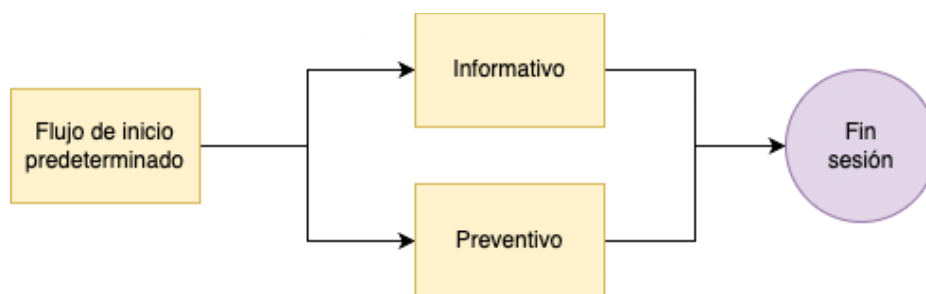 Flujo de inicio
predeterminado
Informativo
Preventivo
Fin
sesión